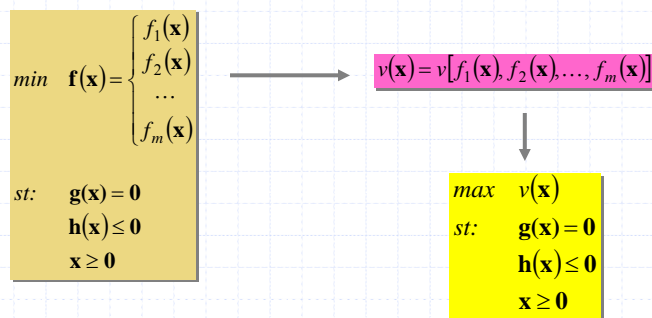 min f(x) = { f₁(x)
f₂(x)
...
fₘ(x)
st: g(x) = 0
h(x) ≤ 0
x ≥ 0
v(x) = v[f₁(x), f₂(x), ..., fₘ(x)]
max v(x)
st: g(x) = 0
h(x) ≤ 0
x ≥ 0